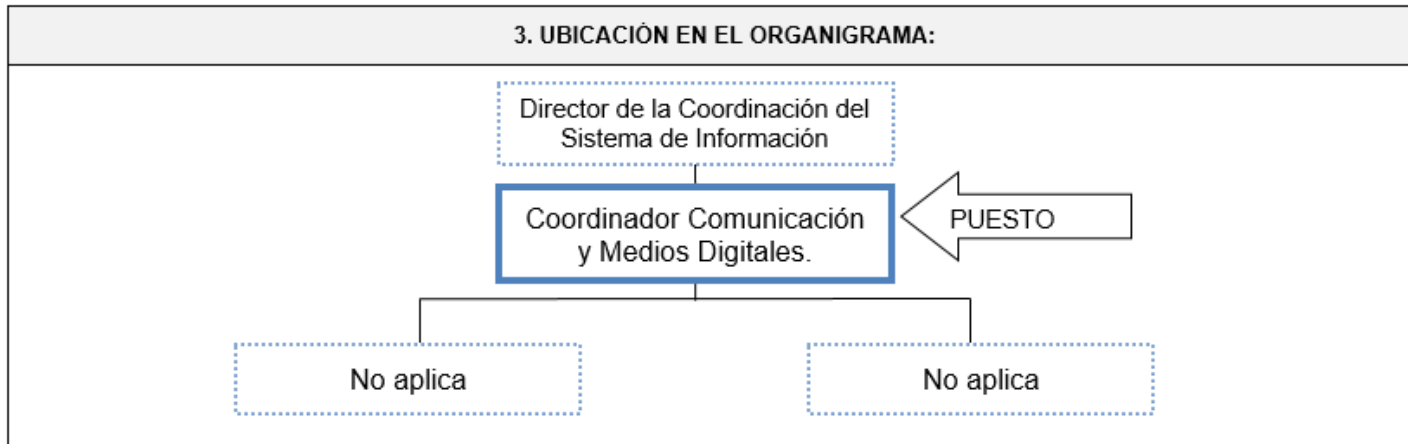 3. UBICACIÓN EN EL ORGANIGRAMA:
Director de la Coordinación del
Sistema de Información
Coordinador Comunicación
y Medios Digitales.
PUESTO
No aplica
No aplica